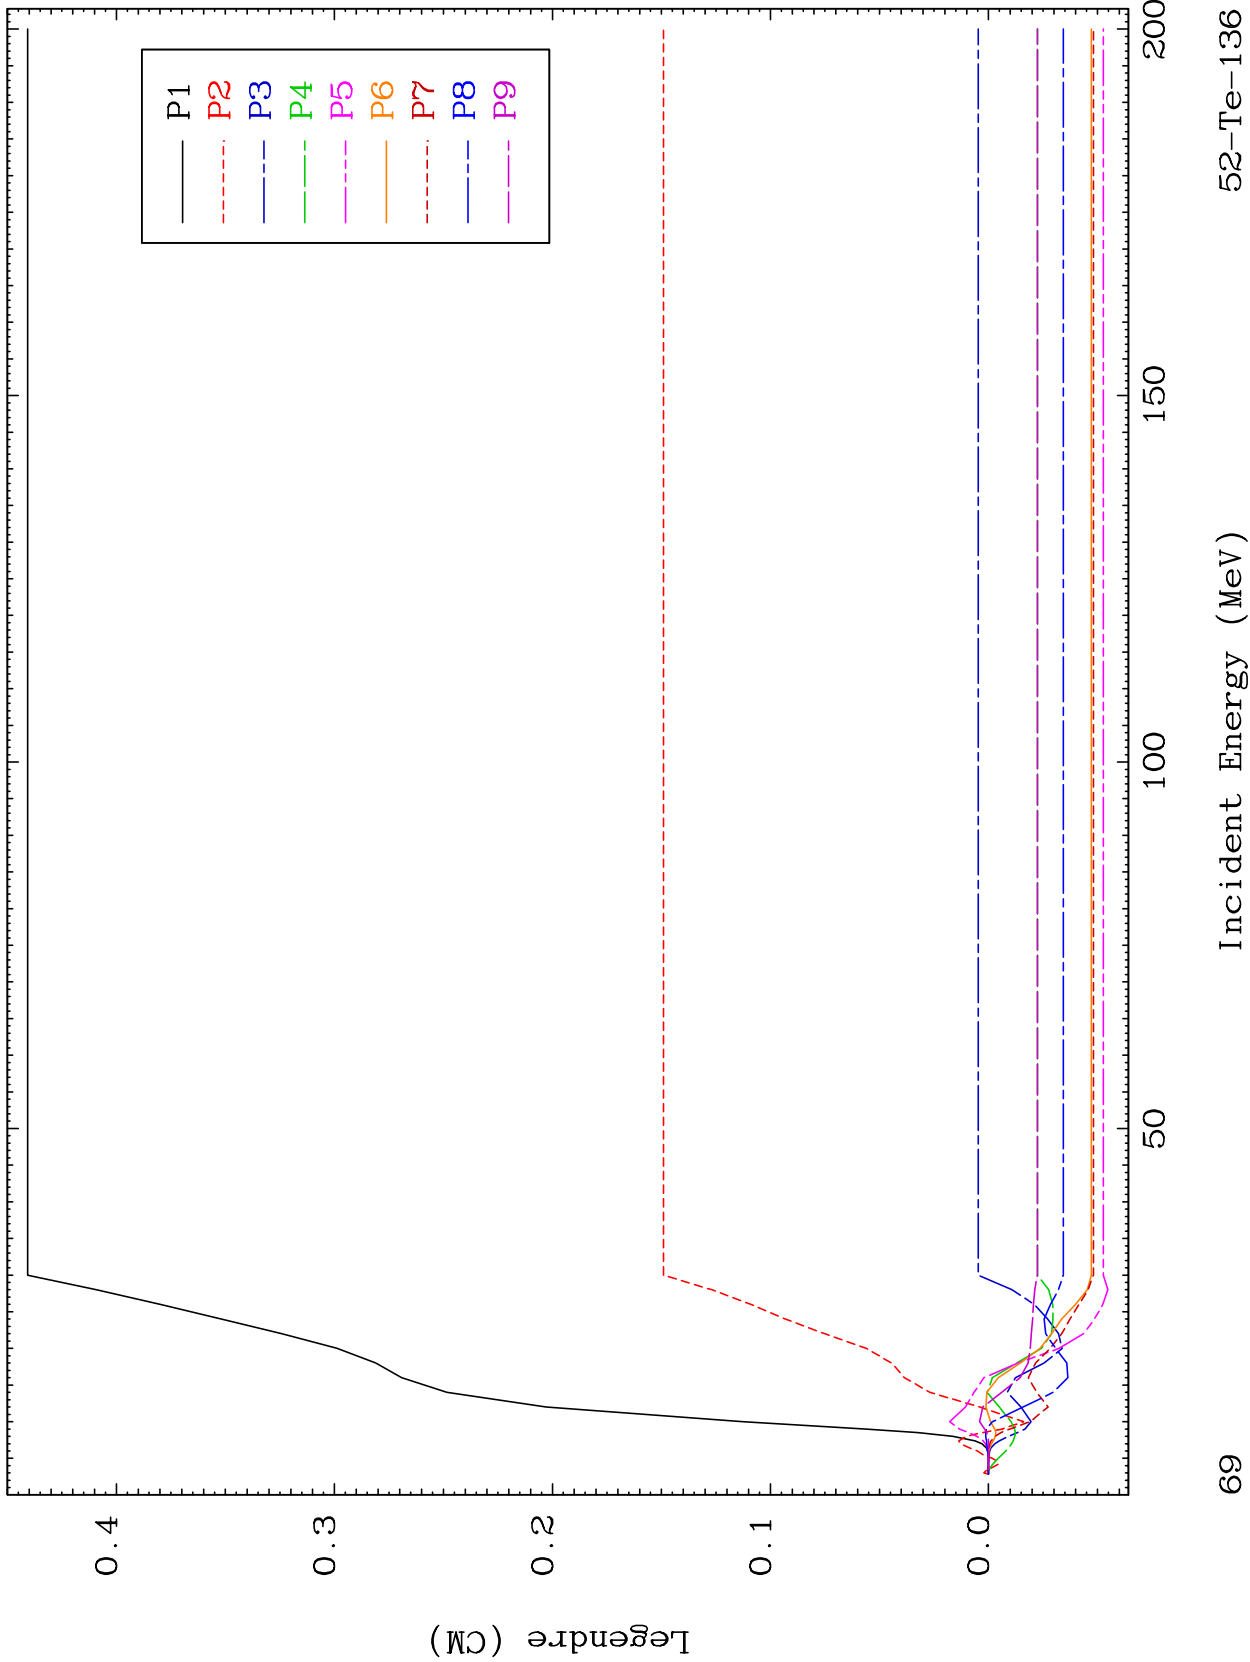 P1
P2
P3
P4
P5
P6
P7
P8
P9
Legendre (CM)
0.4
0.3
0.2
0.1
0.0
50
100
150
200
Incident Energy (MeV)
69
52-Te-136